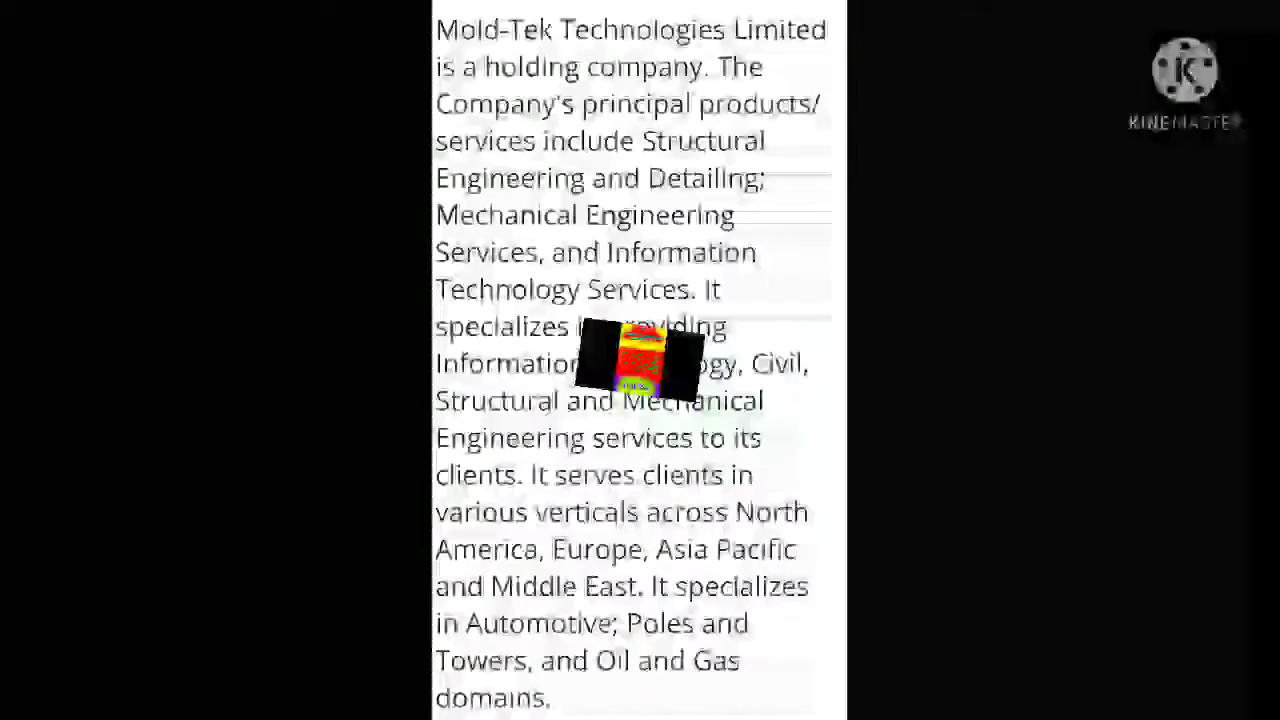 Mold-Tek Technologies Limited
is a holding company. The
Company's principal products/
services include Structural
Engineering and Detailing;
Mechanical Engineering
Services, and Information
Technology Services. It
specializes
Civil,
Structural and Mechanical
Engineering services to its
clients. It serves clients in
various verticals across North
America, Europe, Asia Pacific
and Middle East. It specializes
in Automotive; Poles and
Towers, and Oil and Gas
domains.
KINEMASTER